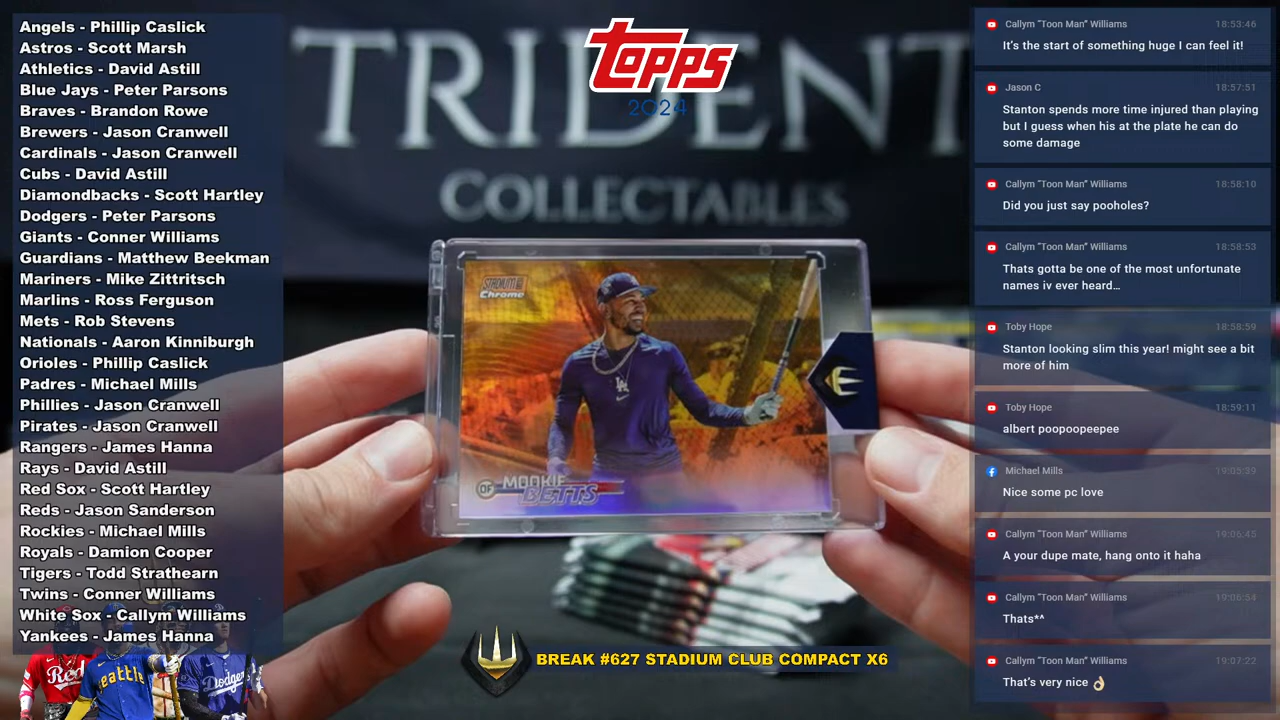 Angels - Phillip Caslick
Astros - Scott Marsh
Athletics - David Astill
Blue Jays - Peter Parsons
Braves - Brandon Rowe
Brewers - Jason Cranwell
Cardinals - Jason Cranwell
Cubs - David Astill
Diamondbacks - Scott Hartley
Dodgers - Peter Parsons
Giants - Conner Williams
Guardians - Matthew Beekman
Mariners - Mike Zittritsch
Marlins - Ross Ferguson
Mets - Rob Stevens
Nationals - Aaron Kinniburgh
Orioles - Phillip Caslick
Padres - Michael Mills
Phillies - Jason Cranwell
Pirates - Jason Cranwell
Rangers - James Hanna
Rays - David Astill
Red Sox - Scott Hartley
Reds - Jason Sanderson
Rockies - Michael Mills
Royals - Damion Cooper
Tigers - Todd Strathearn
Twins - Conner Williams
White Sox - Callym Williams
Yankees - James Hanna
Reds
Seattle
Dodgers
topps
2024
TRIDENT
COLLECTABLES
STADIUM
Chrome
LA
OF MOOKIE
BETTS
BREAK #627 STADIUM CLUB COMPACT X6
Callym "Toon Man" Williams 18:53:46
It's the start of something huge I can feel it!
Jason C 18:57:51
Stanton spends more time injured than playing
but I guess when his at the plate he can do
some damage
Callym "Toon Man" Williams 18:58:10
Did you just say pooholes?
Callym "Toon Man" Williams 18:58:53
Thats gotta be one of the most unfortunate
names iv ever heard...
Toby Hope 18:58:59
Stanton looking slim this year! might see a bit
more of him
Toby Hope 18:59:11
albert poopoopeepee
Michael Mills 19:05:39
Nice some pc love
Callym "Toon Man" Williams 19:06:45
A your dupe mate, hang onto it haha
Callym "Toon Man" Williams 19:06:54
Thats*^
Callym "Toon Man" Williams 19:07:22
That's very nice 👌